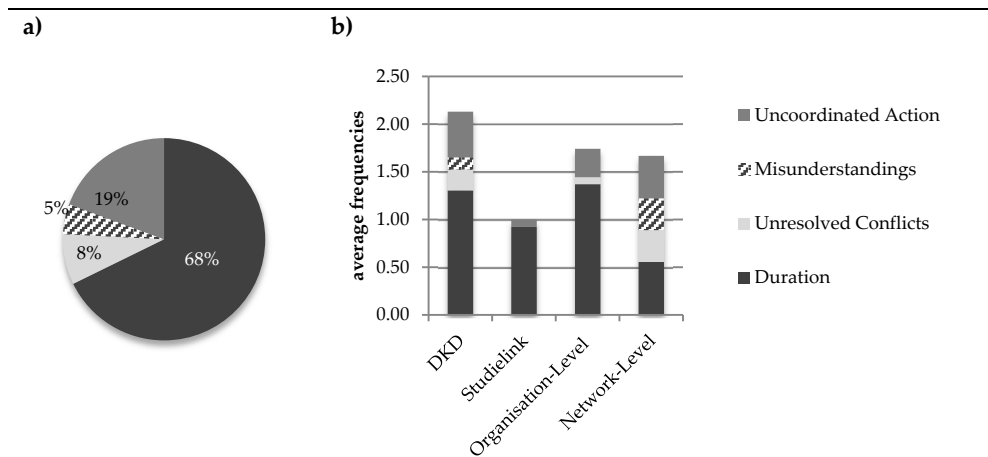 a)
5%
19%
8%
68%
b)
average frequencies
2.50
2.00
1.50
1.00
0.50
0.00
DKD
Studielink
Organisation-Level
Network-Level
Uncoordinated Action
Misunderstandings
Unresolved Conflicts
Duration